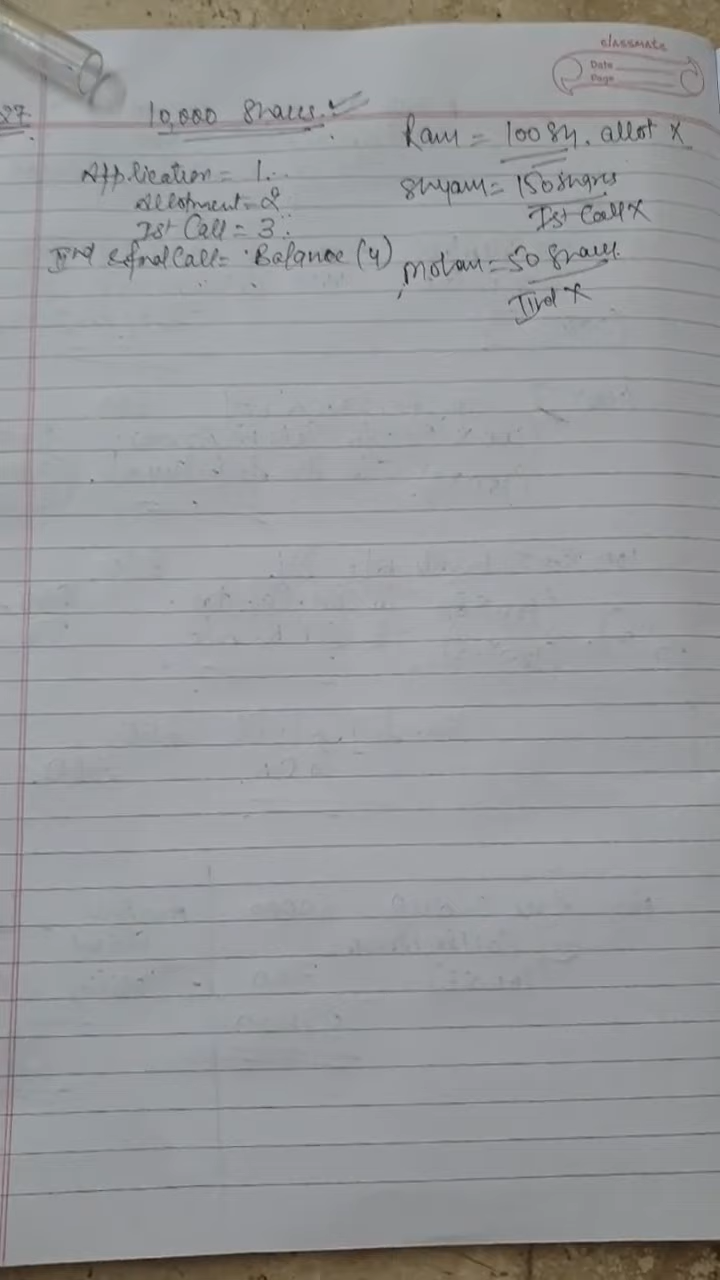 classmate
Date
Page
27.
10,000 Shares.
Application = 1..
Allotment = 2
Ist Call = 3.
IInd & final Call = Balance (4)
Ram = 100 Sh. allot X
Shyam = 150 Shares
Ist Call X
Mohan = 50 Shares.
IInd X